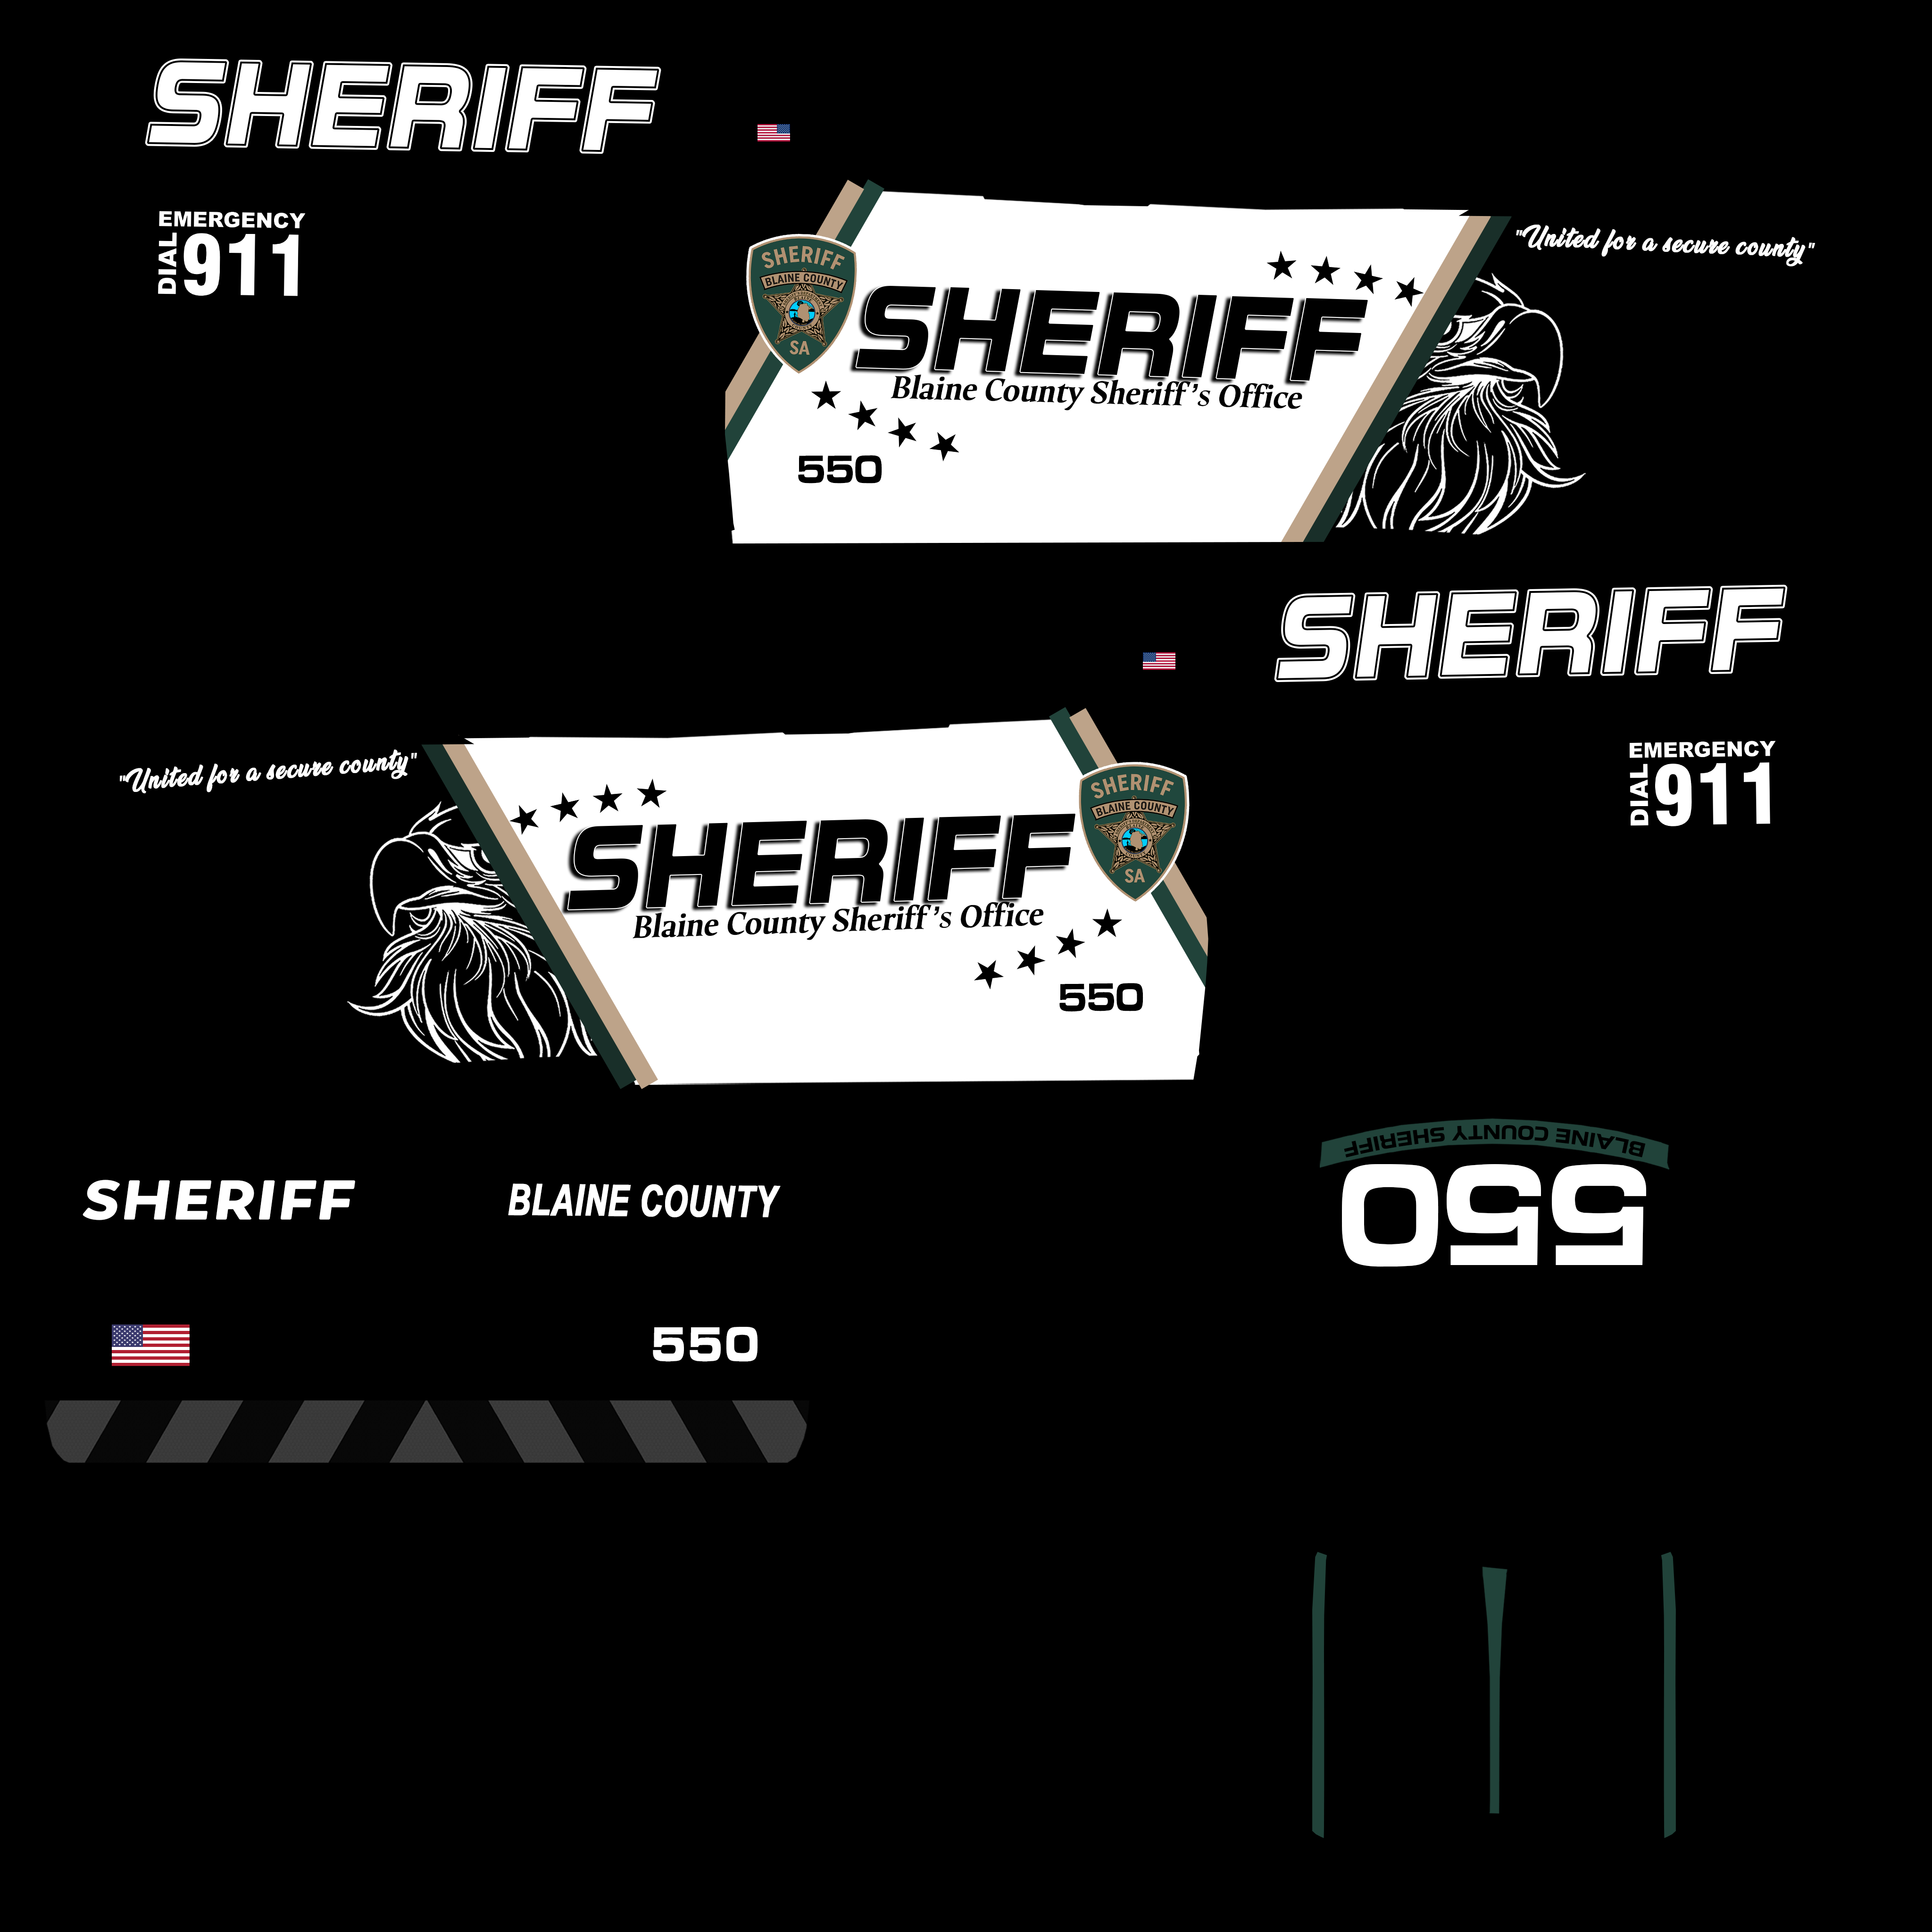 SHERIFF
EMERGENCY
DIAL
911
"United for a secure county"
SHERIFF
BLAINE COUNTY
SA
SHERIFF
Blaine County Sheriff's Office
550
SHERIFF
EMERGENCY
DIAL
911
"United for a secure county"
SHERIFF
BLAINE COUNTY
SA
SHERIFF
Blaine County Sheriff's Office
550
BLAINE COUNTY SHERIFF
550
SHERIFF
BLAINE COUNTY
550